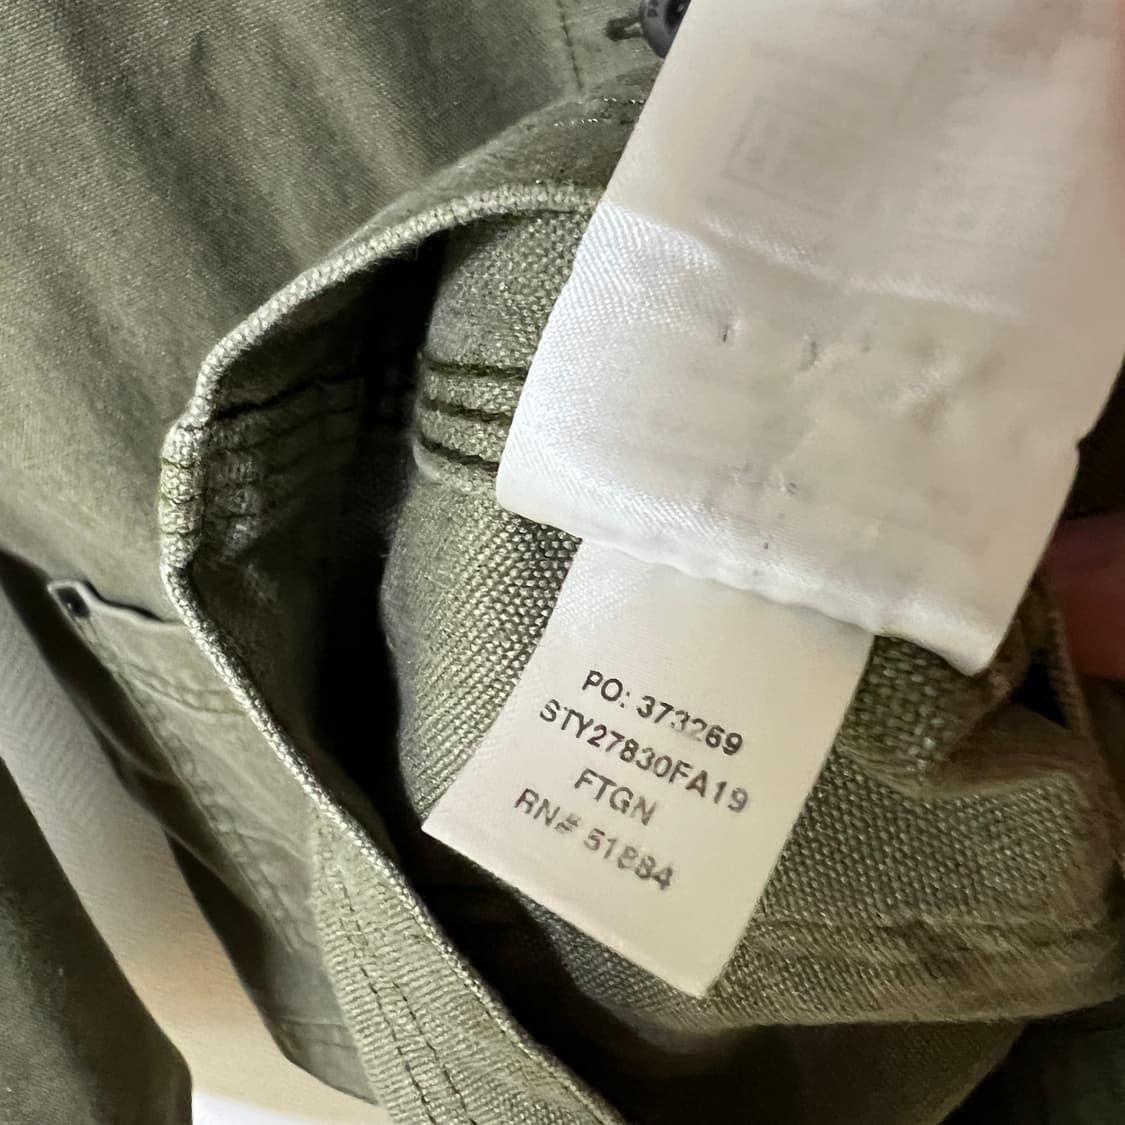 PO: 373269
STY27830FA19
FTGN
RN# 51884